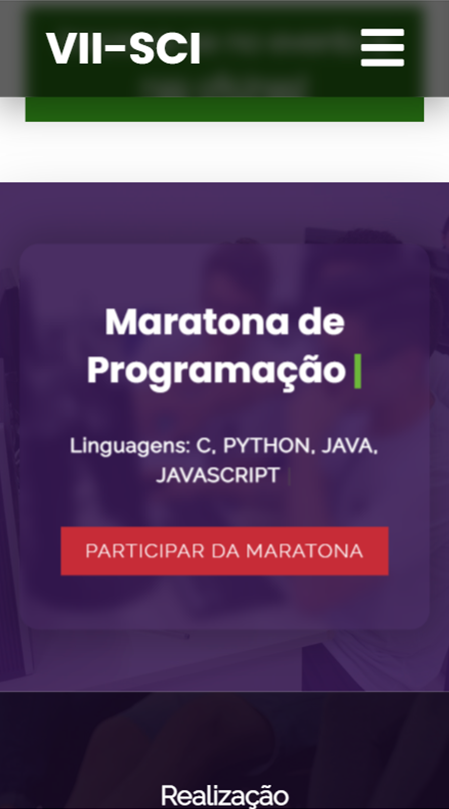 VII-SCI
Maratona de
Programação
Linguagens: C, PYTHON, JAVA,
JAVASCRIPT
PARTICIPAR DA MARATONA
Realização